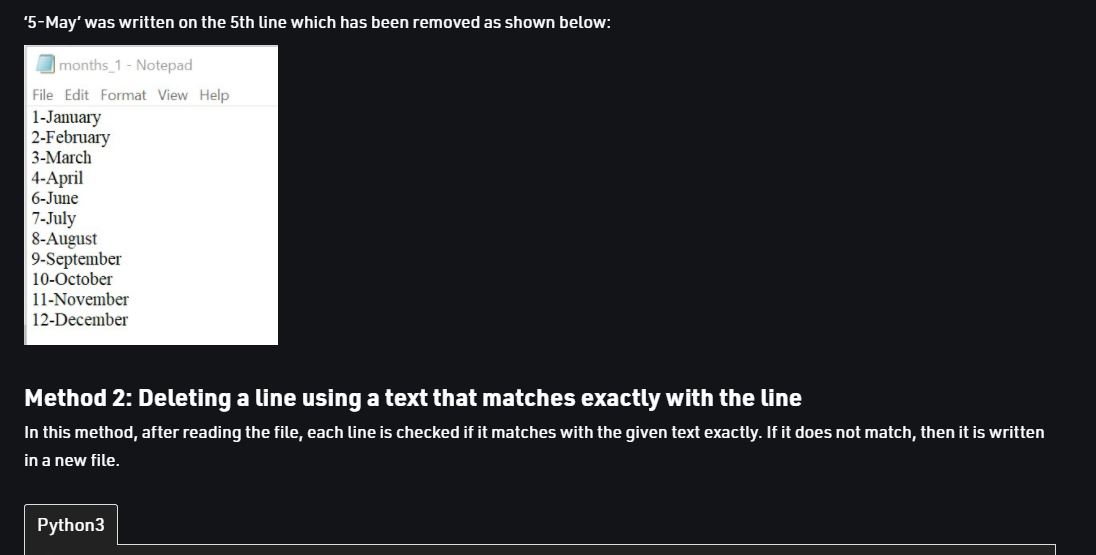 ‘5-May’ was written on the 5th line which has been removed as shown below:
months_1 - Notepad
File Edit Format View Help
1-January
2-February
3-March
4-April
6-June
7-July
8-August
9-September
10-October
11-November
12-December
Method 2: Deleting a line using a text that matches exactly with the line
In this method, after reading the file, each line is checked if it matches with the given text exactly. If it does not match, then it is written
in a new file.
Python3